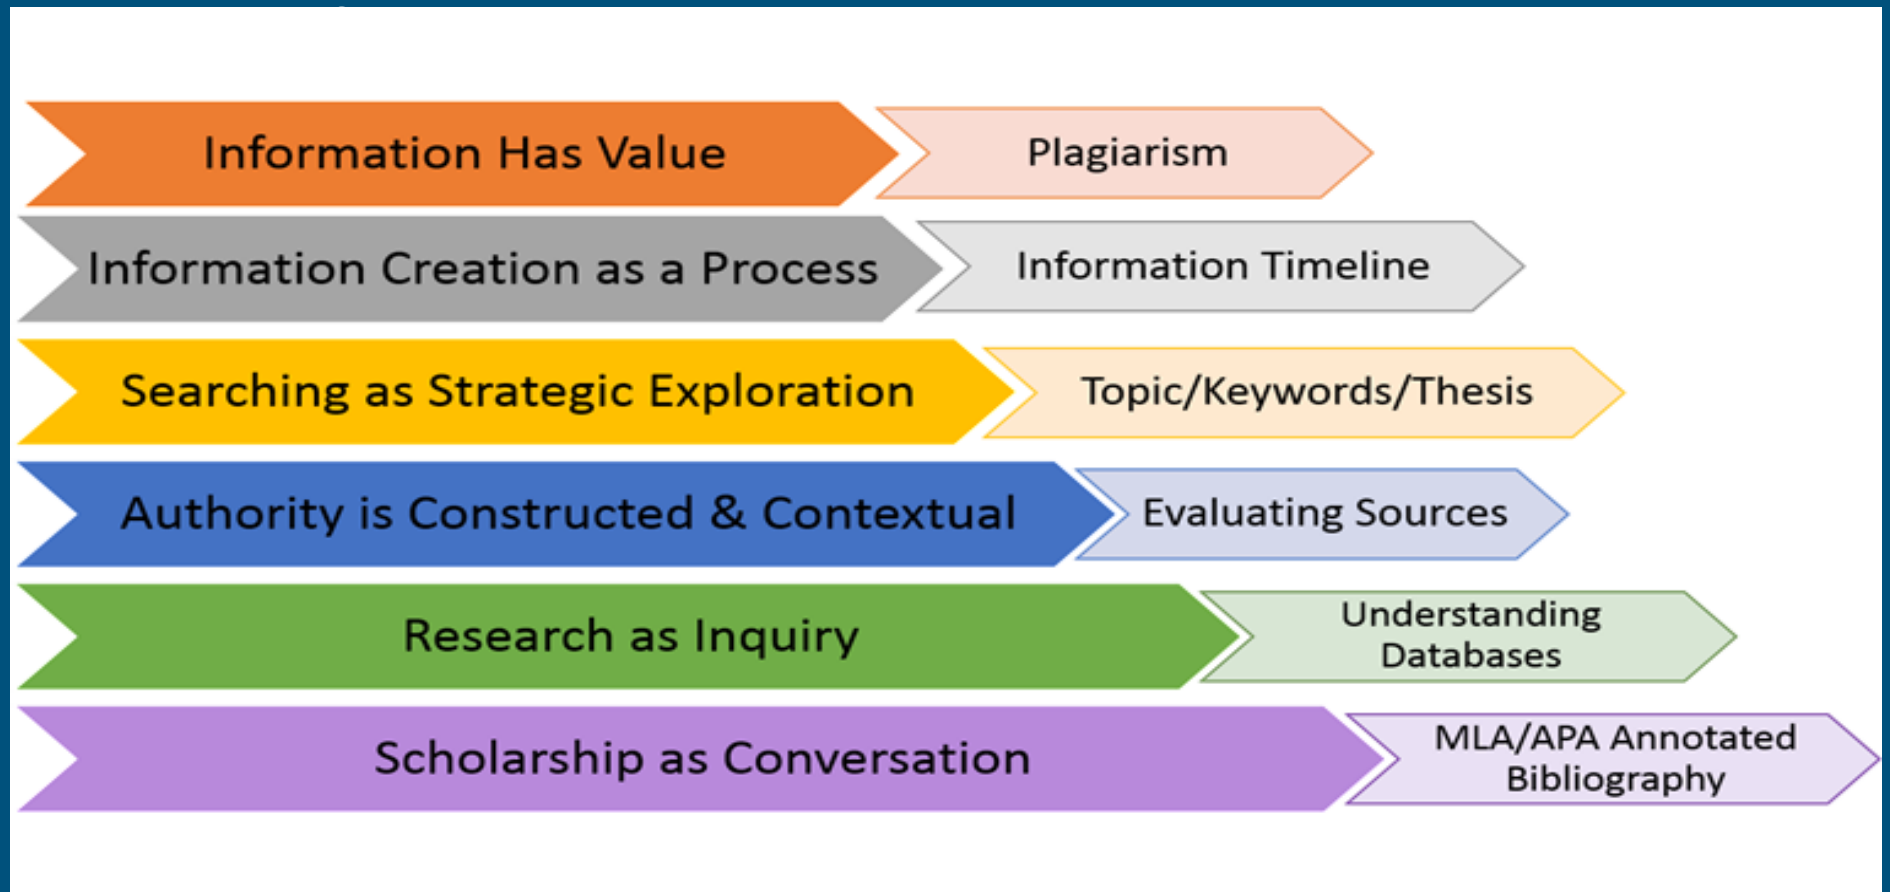 Information Has Value
Plagiarism
Information Creation as a Process
Information Timeline
Searching as Strategic Exploration
Topic/Keywords/Thesis
Authority is Constructed & Contextual
Evaluating Sources
Research as Inquiry
Understanding
Databases
Scholarship as Conversation
MLA/APA Annotated
Bibliography